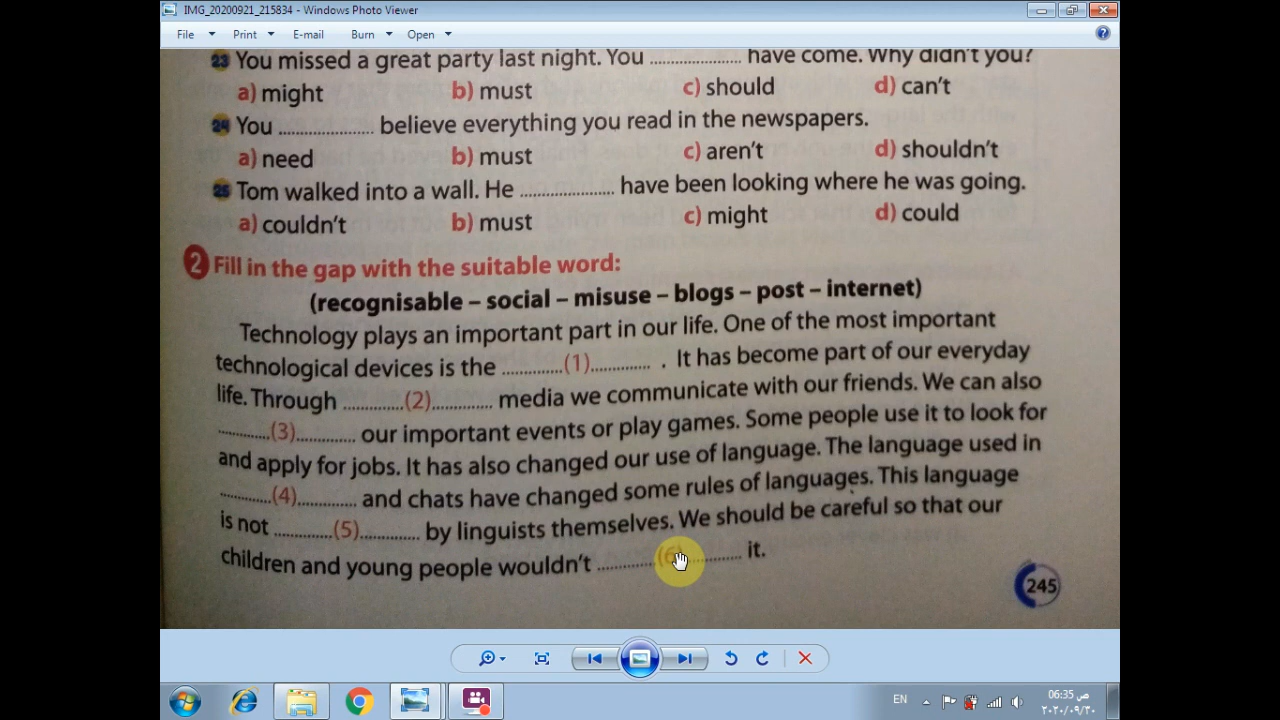 IMG_20200921_215834 - Windows Photo Viewer
File Print E-mail Burn Open
23 You missed a great party last night. You .................... have come. Why didn't you?
a) might b) must c) should d) can't
24 You .................... believe everything you read in the newspapers.
a) need b) must c) aren't d) shouldn't
25 Tom walked into a wall. He .................... have been looking where he was going.
a) couldn't b) must c) might d) could
2 Fill in the gap with the suitable word:
(recognisable – social – misuse – blogs – post – internet)
Technology plays an important part in our life. One of the most important
technological devices is the ............(1)............ . It has become part of our everyday
life. Through ............(2)............ media we communicate with our friends. We can also
............(3)............ our important events or play games. Some people use it to look for
and apply for jobs. It has also changed our use of language. The language used in
............(4)............ and chats have changed some rules of languages. This language
is not ............(5)............ by linguists themselves. We should be careful so that our
children and young people wouldn't ............(6)............ it.
245
EN
06:35 ص
٢٠٢٠/٠٩/٣٠